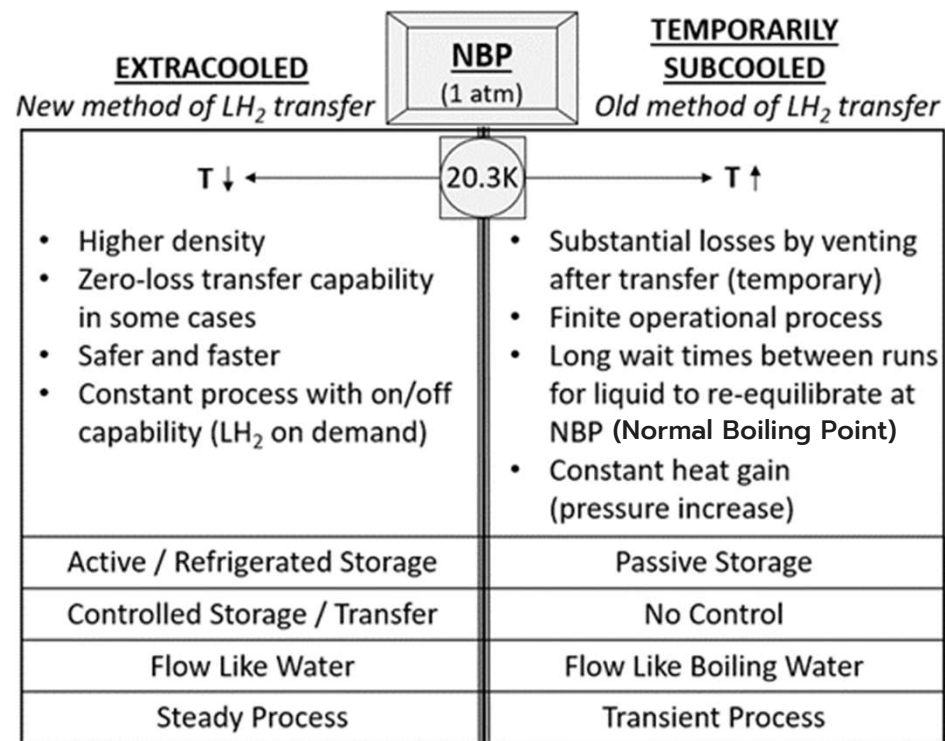 EXTRACOOLED
New method of LH₂ transfer
NBP
(1 atm)
TEMPORARILY
SUBCOOLED
Old method of LH₂ transfer
T ↓
20.3K
T ↑
• Higher density
• Zero-loss transfer capability
in some cases
• Safer and faster
• Constant process with on/off
capability (LH₂ on demand)
• Substantial losses by venting
after transfer (temporary)
• Finite operational process
• Long wait times between runs
for liquid to re-equilibrate at
NBP (Normal Boiling Point)
• Constant heat gain
(pressure increase)
Active / Refrigerated Storage
Passive Storage
Controlled Storage / Transfer
No Control
Flow Like Water
Flow Like Boiling Water
Steady Process
Transient Process